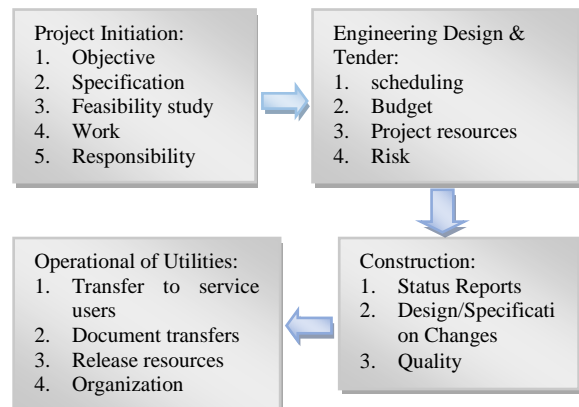 Project Initiation:
1. Objective
2. Specification
3. Feasibility study
4. Work
5. Responsibility
Engineering Design &
Tender:
1. scheduling
2. Budget
3. Project resources
4. Risk
Construction:
1. Status Reports
2. Design/Specificati
on Changes
3. Quality
Operational of Utilities:
1. Transfer to service
users
2. Document transfers
3. Release resources
4. Organization